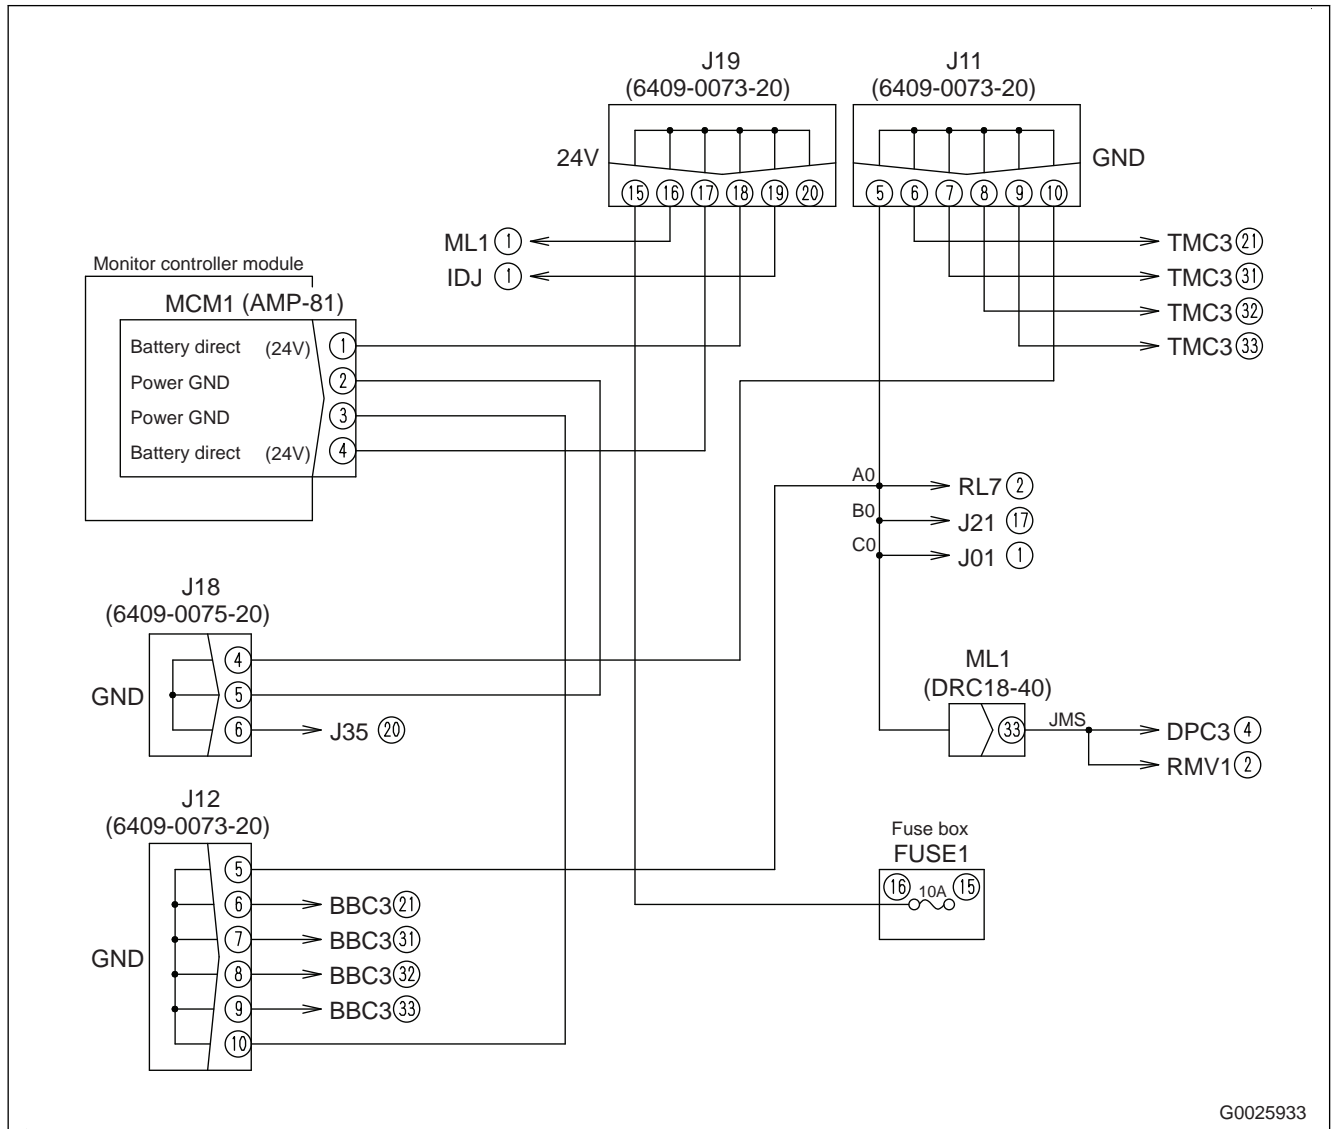 J19
(6409-0073-20)
J11
(6409-0073-20)
24V
GND
15 16 17 18 19 20
5 6 7 8 9 10
ML1 1
IDJ 1
TMC3 21
TMC3 31
TMC3 32
TMC3 33
Monitor controller module
MCM1 (AMP-81)
Battery direct (24V) 1
Power GND 2
Power GND 3
Battery direct (24V) 4
A0
RL7 2
B0
J21 17
C0
J01 1
J18
(6409-0075-20)
GND
4
5
6
J35 20
ML1
(DRC18-40)
33
JMS
DPC3 4
RMV1 2
J12
(6409-0073-20)
GND
5
6 BBC3 21
7 BBC3 31
8 BBC3 32
9 BBC3 33
10
Fuse box
FUSE1
16 10A 15
G0025933